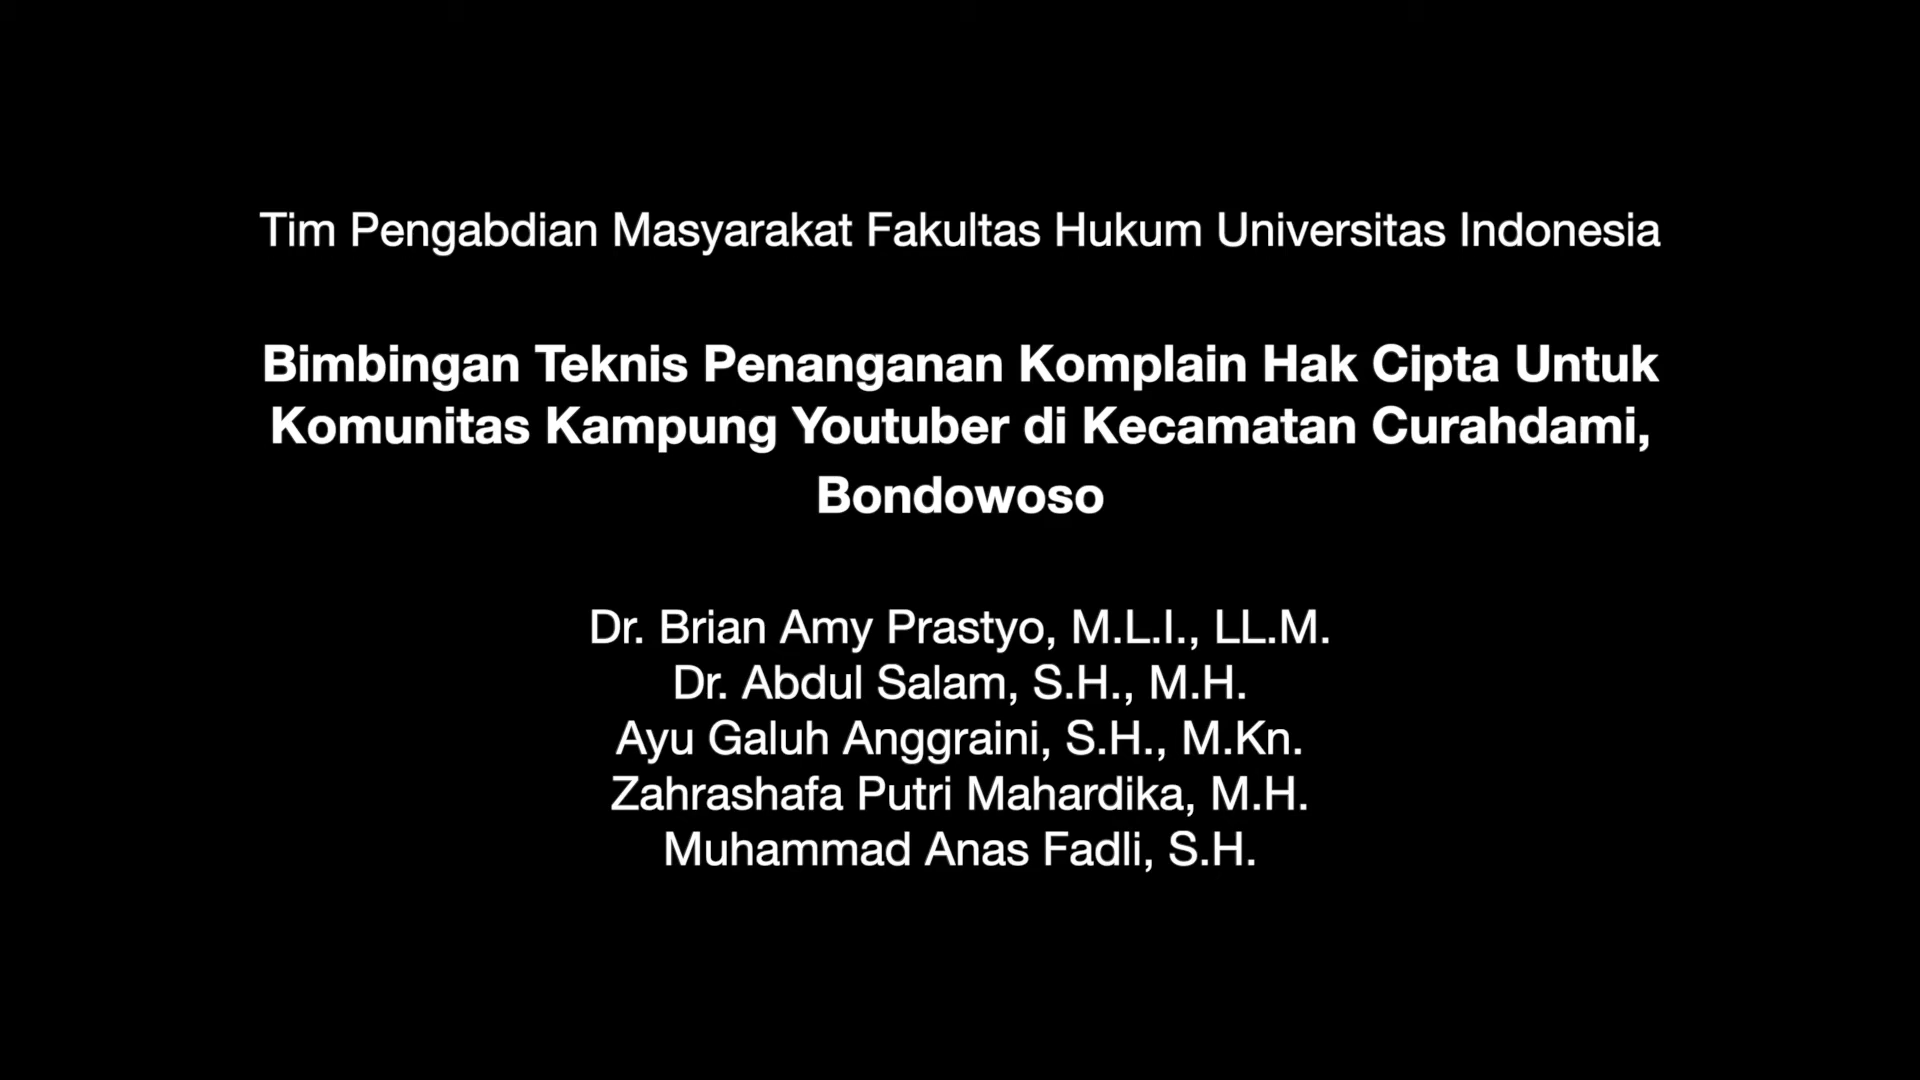 Tim Pengabdian Masyarakat Fakultas Hukum Universitas Indonesia
Bimbingan Teknis Penanganan Komplain Hak Cipta Untuk
Komunitas Kampung Youtuber di Kecamatan Curahdami,
Bondowoso
Dr. Brian Amy Prastyo, M.L.I., LL.M.
Dr. Abdul Salam, S.H., M.H.
Ayu Galuh Anggraini, S.H., M.Kn.
Zahrashafa Putri Mahardika, M.H.
Muhammad Anas Fadli, S.H.